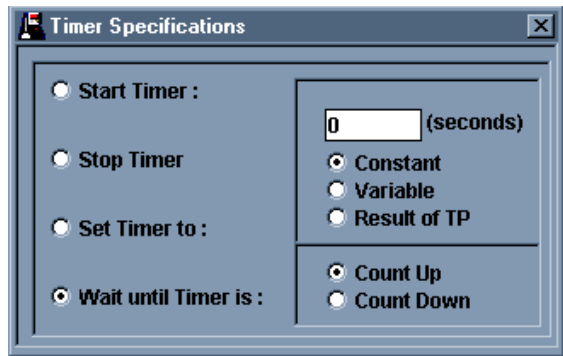 Timer Specifications
Start Timer :
Stop Timer
Set Timer to :
Wait until Timer is :
0 (seconds)
Constant
Variable
Result of TP
Count Up
Count Down